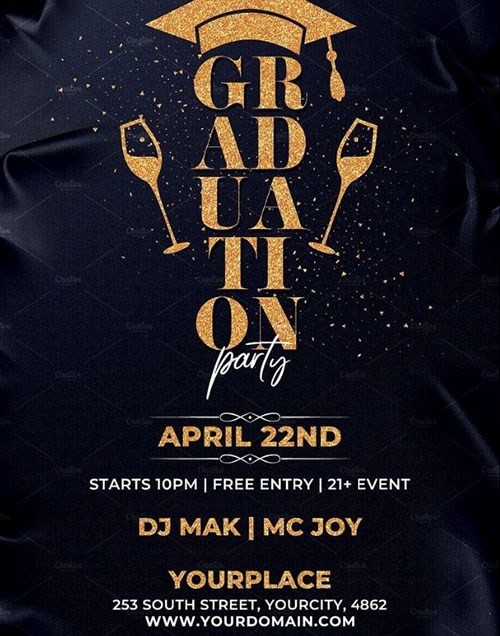 GR
AD
UA
TI
ON
party
APRIL 22ND
STARTS 10PM | FREE ENTRY | 21+ EVENT
DJ MAK | MC JOY
YOURPLACE
253 SOUTH STREET, YOURCITY, 4862
WWW.YOURDOMAIN.COM